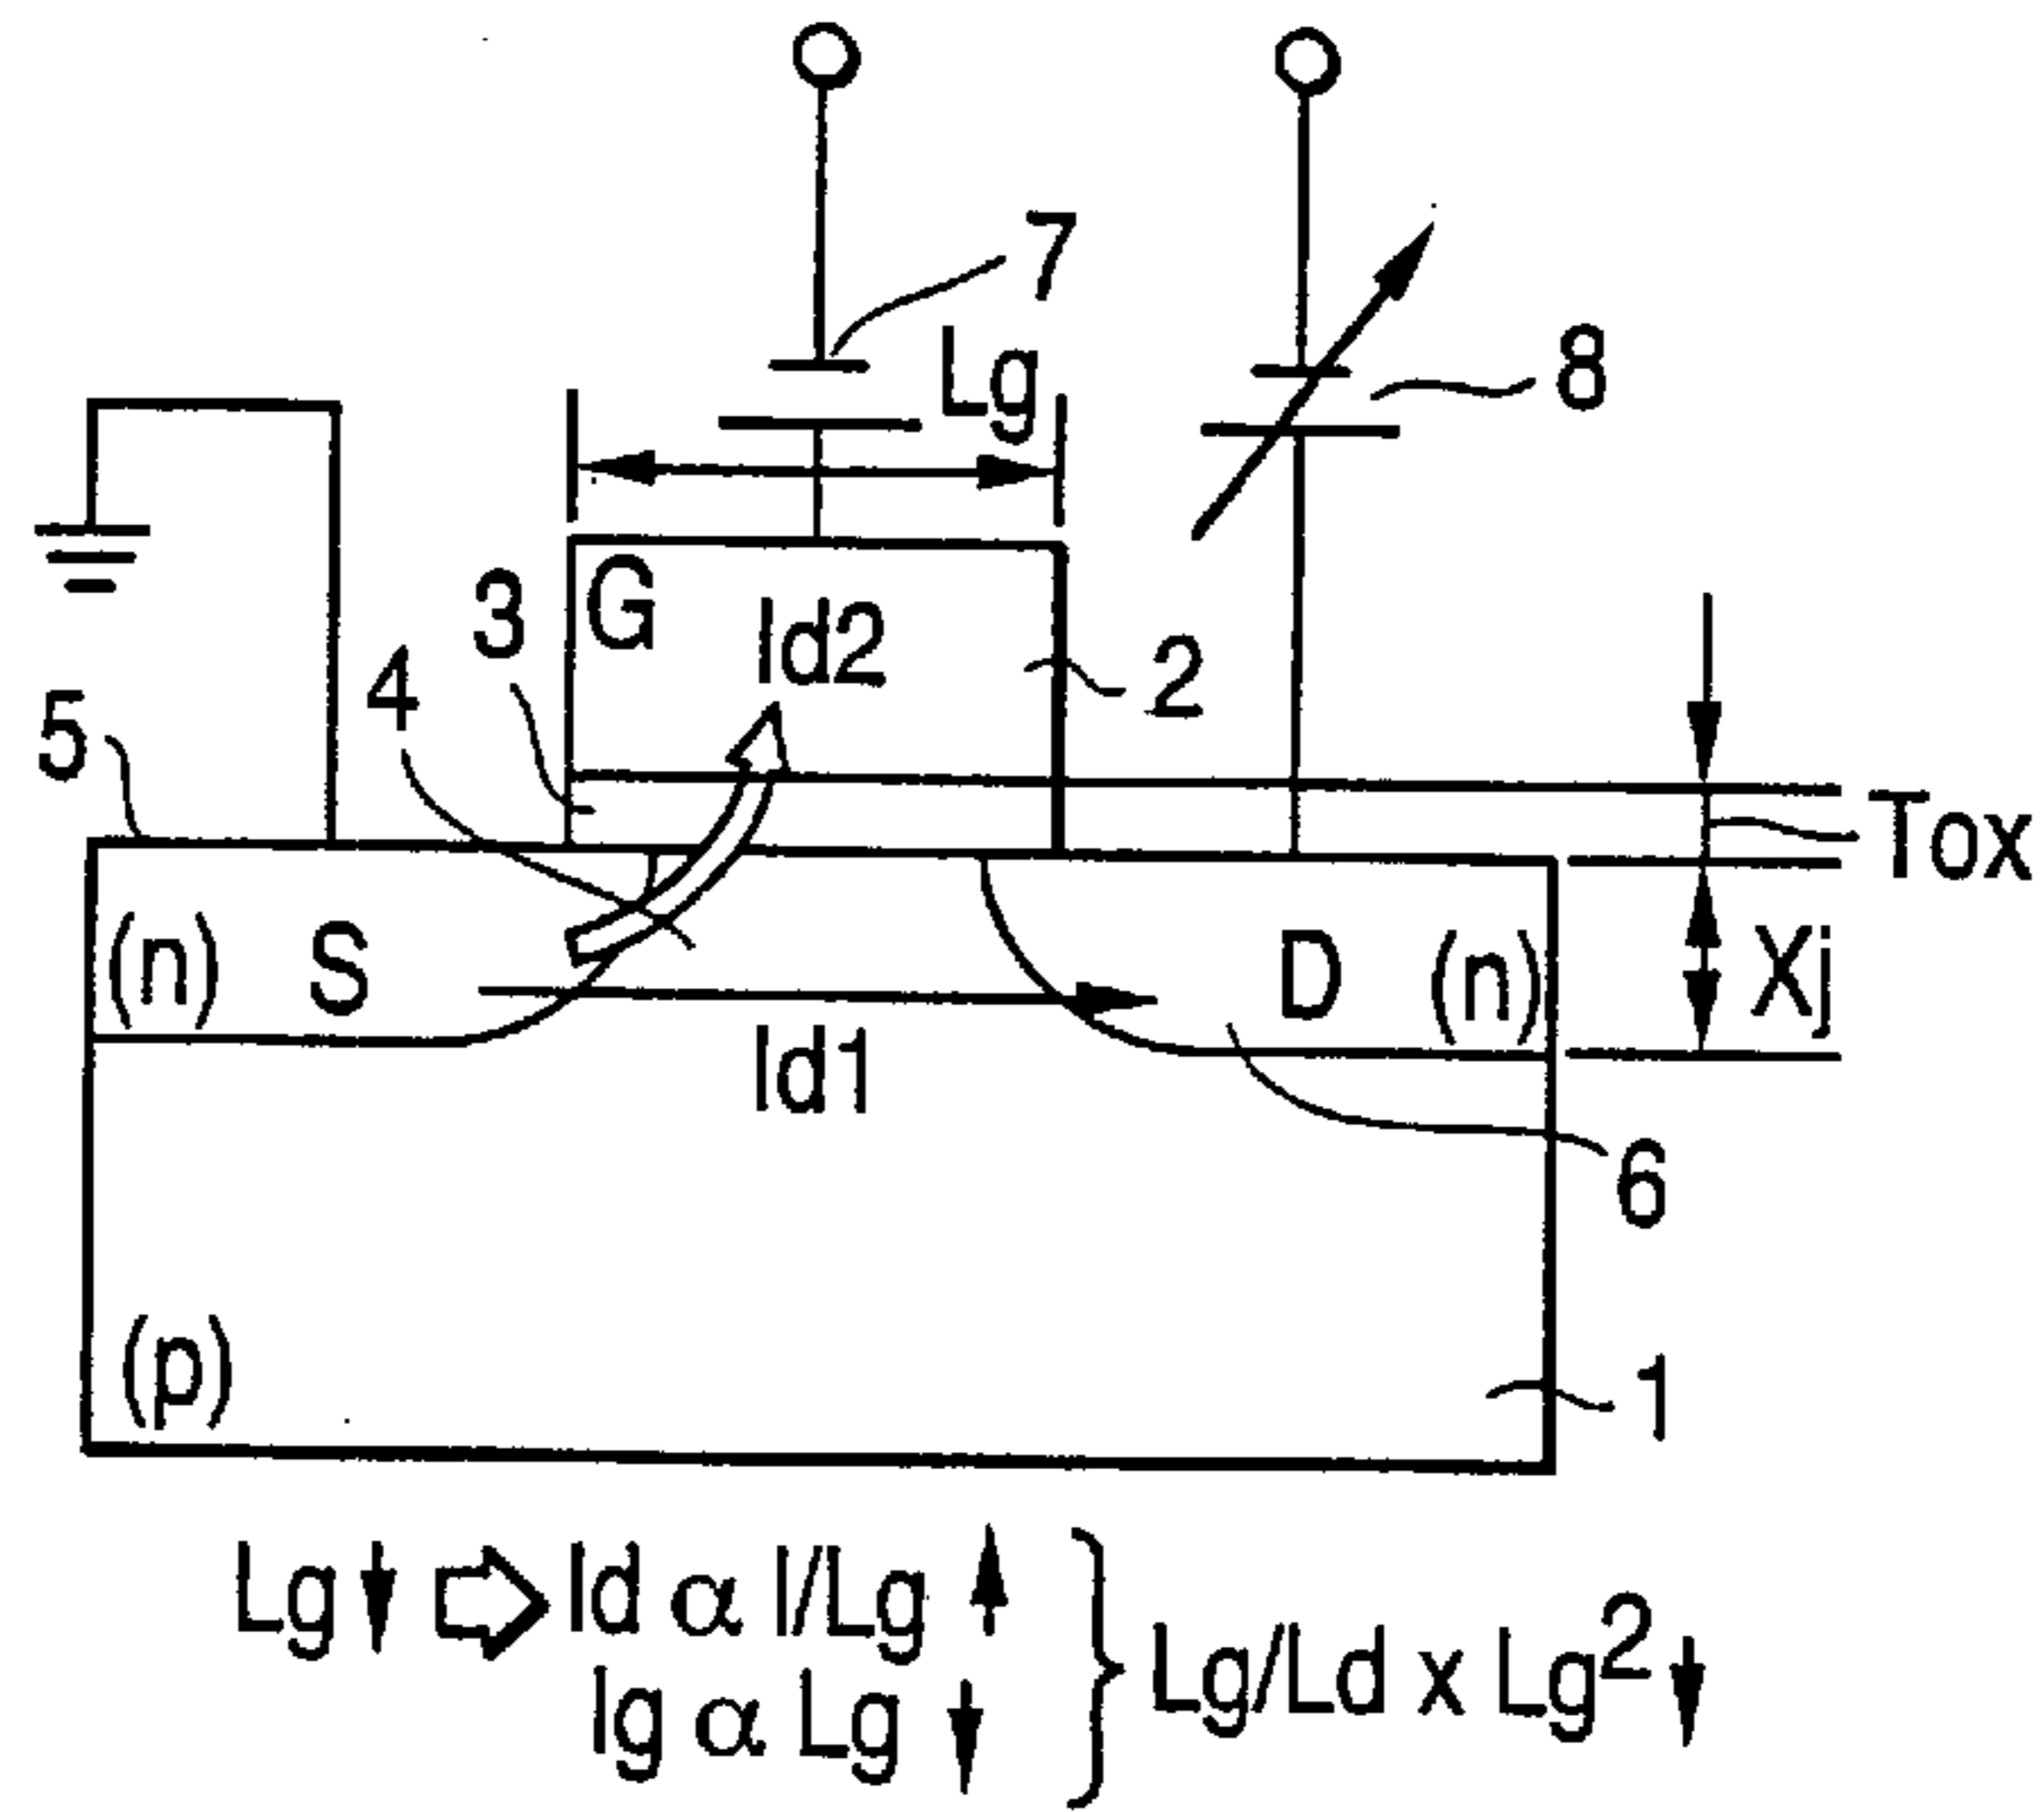 7
Lg
8
3
G
Id2
2
4
5
Tox
(n)
S
D
(n)
Xj
Id1
6
(p)
1
Lg ⇨ Id α I/Lg
Ig α Lg
Lg/Ld x Lg²